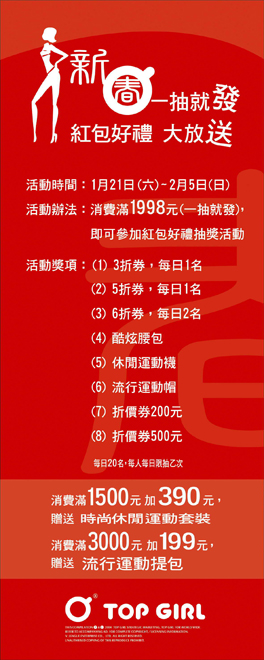 新春一抽就發
紅包好禮 大放送
活動時間：1月21日(六)~2月5日(日)
活動辦法：消費滿1998元(一抽就發),
即可參加紅包好禮抽獎活動
活動獎項：(1) 3折券，每日1名
(2) 5折券，每日1名
(3) 6折券，每日2名
(4) 酷炫腰包
(5) 休閒運動襪
(6) 流行運動帽
(7) 折價券200元
(8) 折價券500元
每日20名，每人每日限抽乙次
消費滿1500元 加390元，
贈送 時尚休閒運動套裝
消費滿3000元 加199元，
贈送 流行運動提包
TOP GIRL